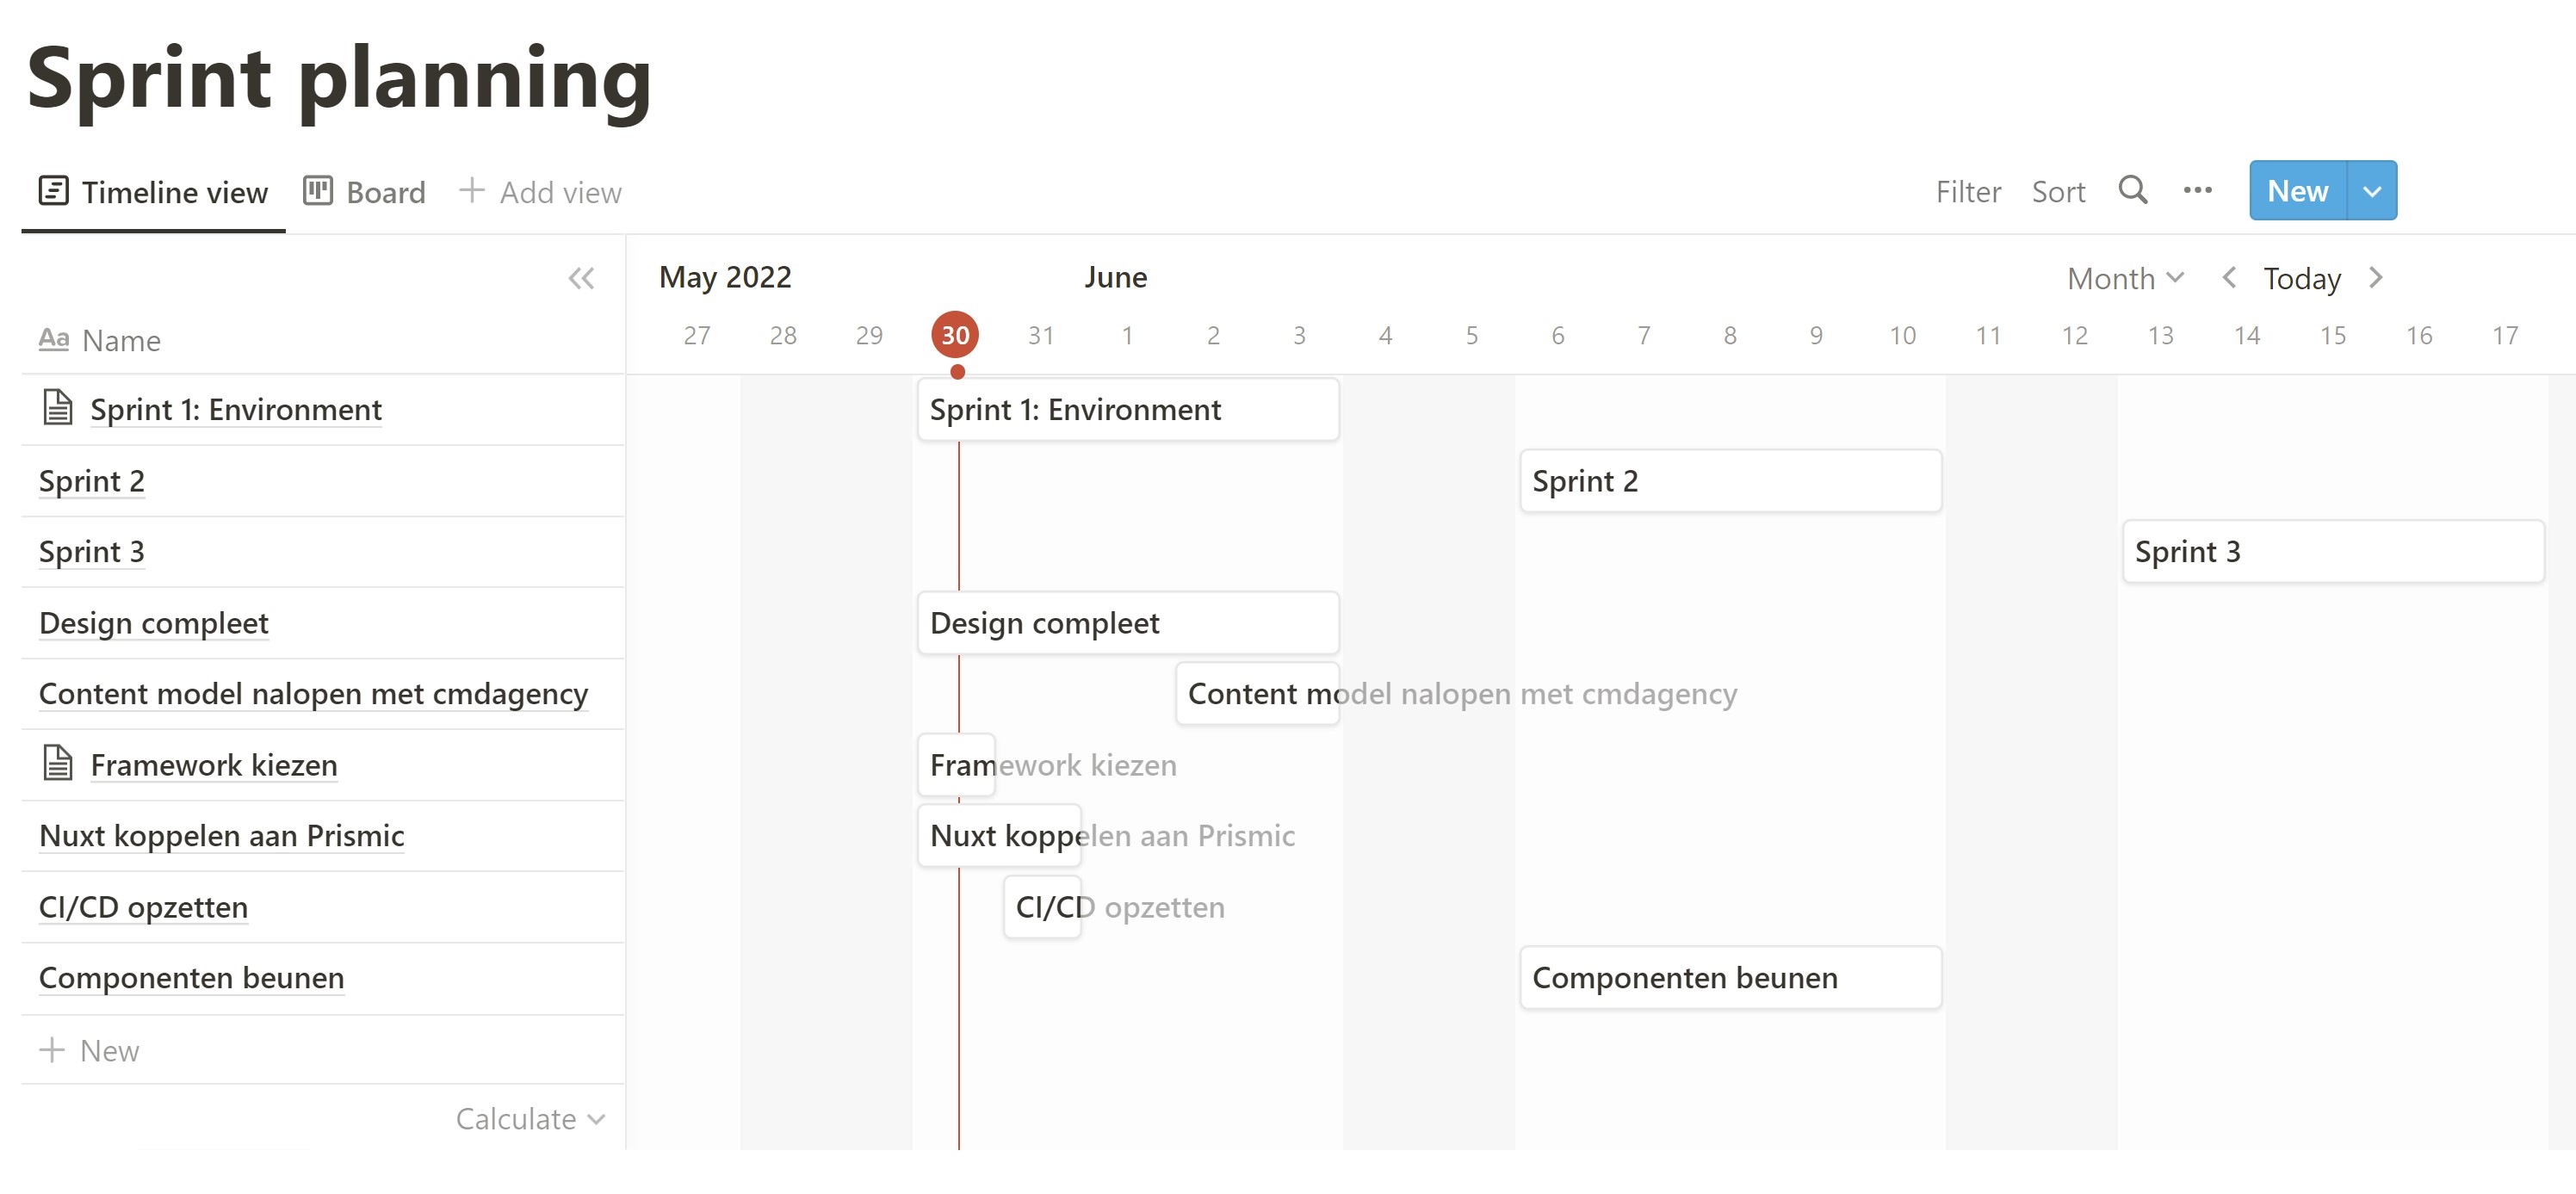 Sprint planning
Timeline view Board + Add view Filter Sort ••• New
May 2022 June Month Today
Aa Name 27 28 29 30 31 1 2 3 4 5 6 7 8 9 10 11 12 13 14 15 16 17
Sprint 1: Environment Sprint 1: Environment
Sprint 2 Sprint 2
Sprint 3 Sprint 3
Design compleet Design compleet
Content model nalopen met cmdagency Content model nalopen met cmdagency
Framework kiezen Framework kiezen
Nuxt koppelen aan Prismic Nuxt koppelen aan Prismic
CI/CD opzetten CI/CD opzetten
Componenten beunen Componenten beunen
+ New
Calculate